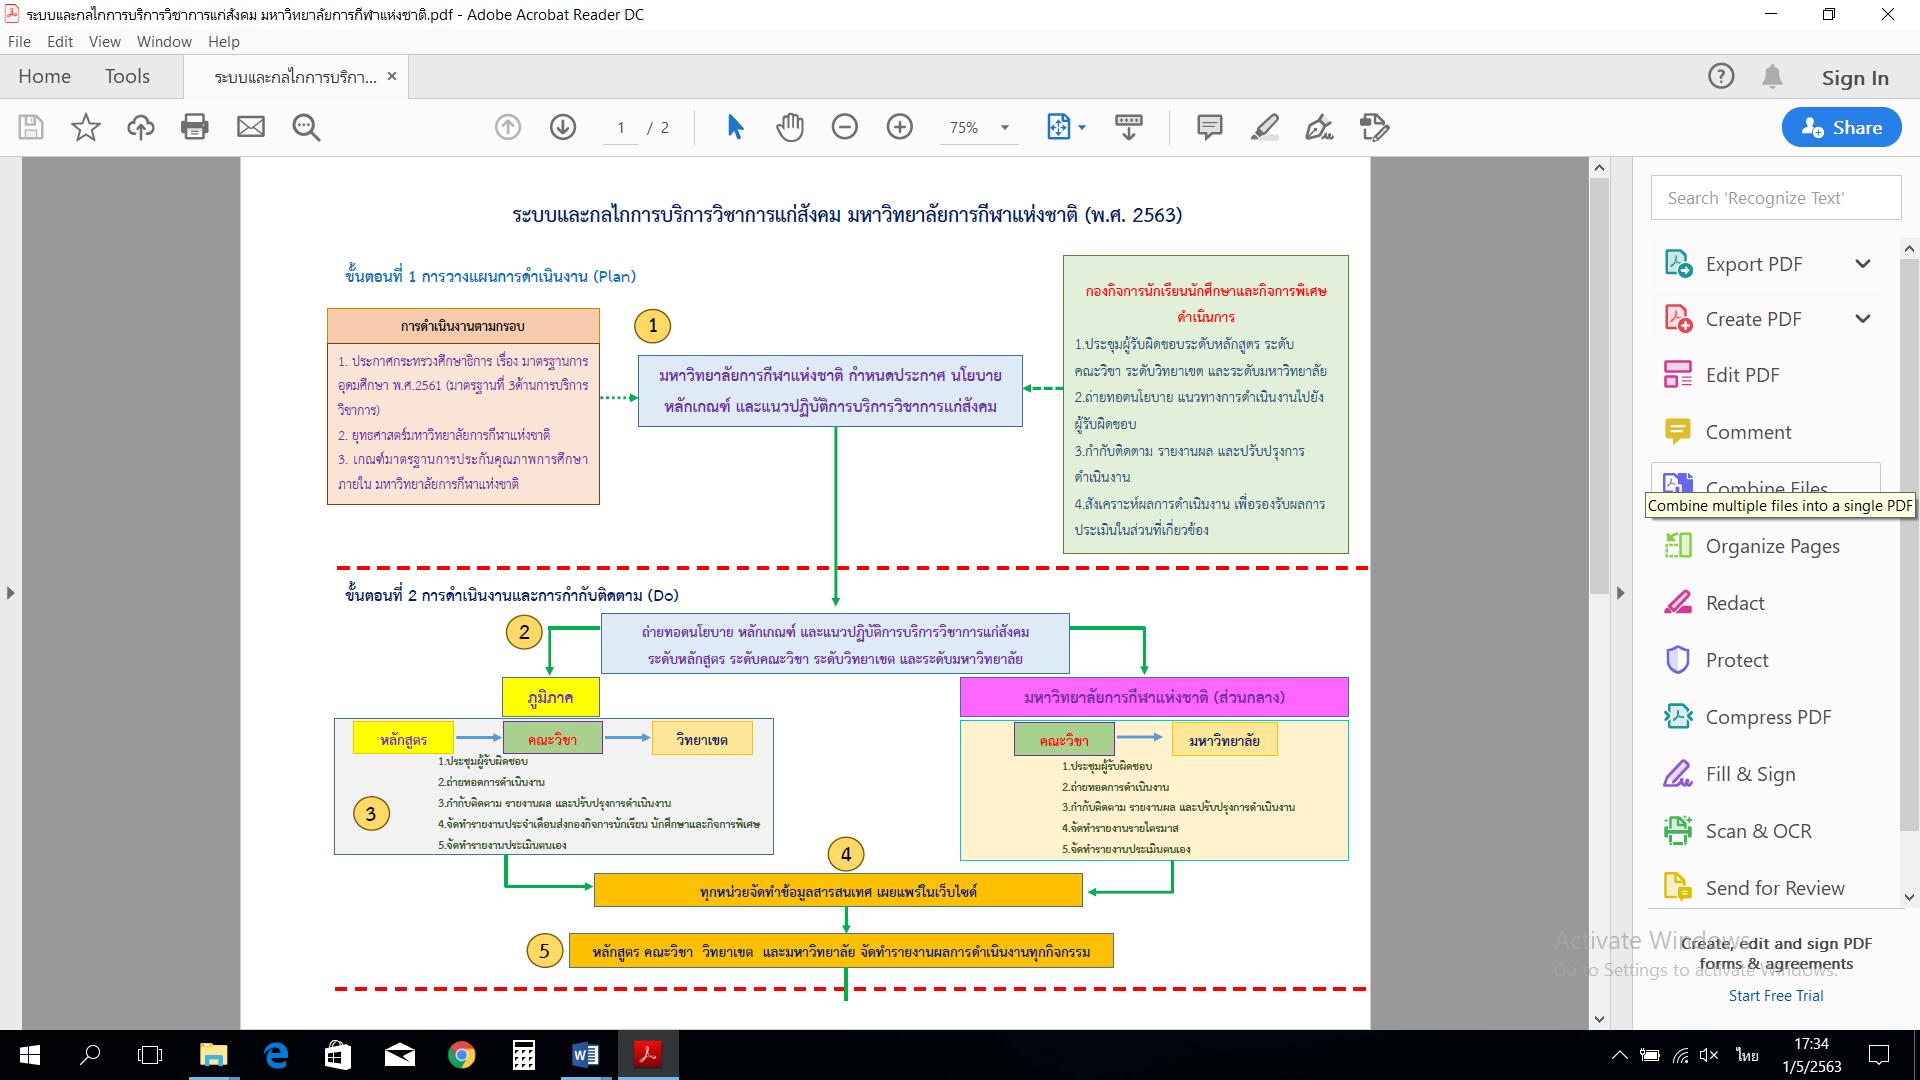 ระบบและกลไกการบริการวิชาการแก่สังคม มหาวิทยาลัยการกีฬาแห่งชาติ.pdf - Adobe Acrobat Reader DC
File Edit View Window Help
Home Tools ระบบและกลไกการบริกา... ×
Sign In
1 / 2
75%
Share
ระบบและกลไกการบริการวิชาการแก่สังคม มหาวิทยาลัยการกีฬาแห่งชาติ (พ.ศ. 2563)
ขั้นตอนที่ 1 การวางแผนการดำเนินงาน (Plan)
การดำเนินงานตามกรอบ
1. ประกาศกระทรวงศึกษาธิการ เรื่อง มาตรฐานการ
อุดมศึกษา พ.ศ.2561 (มาตรฐานที่ 3ด้านการบริการ
วิชาการ)
2. ยุทธศาสตร์มหาวิทยาลัยการกีฬาแห่งชาติ
3. เกณฑ์มาตรฐานการประกันคุณภาพการศึกษา
ภายใน มหาวิทยาลัยการกีฬาแห่งชาติ
1
มหาวิทยาลัยการกีฬาแห่งชาติ กำหนดประกาศ นโยบาย
หลักเกณฑ์ และแนวปฏิบัติการบริการวิชาการแก่สังคม
กองกิจการนักเรียนนักศึกษาและกิจการพิเศษ
ดำเนินการ
1.ประชุมผู้รับผิดชอบระดับหลักสูตร ระดับ
คณะวิชา ระดับวิทยาเขต และระดับมหาวิทยาลัย
2.ถ่ายทอดนโยบาย แนวทางการดำเนินงานไปยัง
ผู้รับผิดชอบ
3.กำกับติดตาม รายงานผล และปรับปรุงการ
ดำเนินงาน
4.สังเคราะห์ผลการดำเนินงาน เพื่อรองรับผลการ
ประเมินในส่วนที่เกี่ยวข้อง
ขั้นตอนที่ 2 การดำเนินงานและการกำกับติดตาม (Do)
2
ถ่ายทอดนโยบาย หลักเกณฑ์ และแนวปฏิบัติการบริการวิชาการแก่สังคม
ระดับหลักสูตร ระดับคณะวิชา ระดับวิทยาเขต และระดับมหาวิทยาลัย
ภูมิภาค
หลักสูตร คณะวิชา วิทยาเขต
1.ประชุมผู้รับผิดชอบ
2.ถ่ายทอดการดำเนินงาน
3.กำกับติดตาม รายงานผล และปรับปรุงการดำเนินงาน
4.จัดทำรายงานประจำเดือนส่งกองกิจการนักเรียน นักศึกษาและกิจการพิเศษ
5.จัดทำรายงานประเมินตนเอง
3
มหาวิทยาลัยการกีฬาแห่งชาติ (ส่วนกลาง)
คณะวิชา มหาวิทยาลัย
1.ประชุมผู้รับผิดชอบ
2.ถ่ายทอดการดำเนินงาน
3.กำกับติดตาม รายงานผล และปรับปรุงการดำเนินงาน
4.จัดทำรายงานรายไตรมาส
5.จัดทำรายงานประเมินตนเอง
4
ทุกหน่วยจัดทำข้อมูลสารสนเทศ เผยแพร่ในเว็บไซด์
5
หลักสูตร คณะวิชา วิทยาเขต และมหาวิทยาลัย จัดทำรายงานผลการดำเนินงานทุกกิจกรรม
Search 'Recognize Text'
Export PDF
Create PDF
Edit PDF
Comment
Combine Files
Combine multiple files into a single PDF
Organize Pages
Redact
Protect
Compress PDF
Fill & Sign
Scan & OCR
Send for Review
Activate Windows
Go to Settings to activate Windows.
Create, edit and sign PDF
forms & agreements
Start Free Trial
ไทย
17:34
1/5/2563